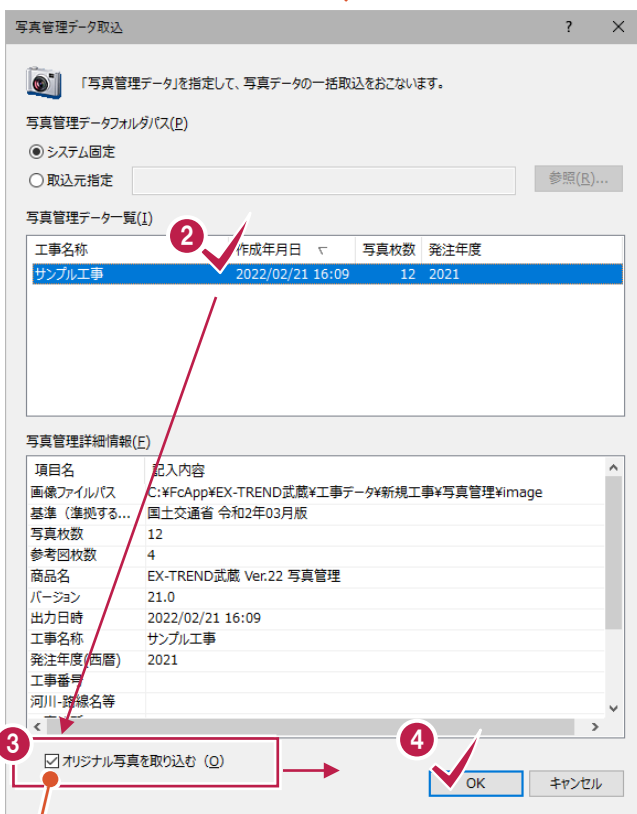 写真管理データ取込 ? ×
「写真管理データ」を指定して、写真データの一括取込をおこないます。
写真管理データフォルダパス(P)
システム固定
取込元指定 参照(R)...
写真管理データ一覧(I)
2
工事名称 作成年月日 写真枚数 発注年度
サンプル工事 2022/02/21 16:09 12 2021
写真管理詳細情報(F)
項目名 記入内容
画像ファイルパス C:¥FcApp¥EX-TREND武蔵¥工事データ¥新規工事¥写真管理¥image
基準（準拠する... 国土交通省 令和2年03月版
写真枚数 12
参考図枚数 4
商品名 EX-TREND武蔵 Ver.22 写真管理
バージョン 21.0
出力日時 2022/02/21 16:09
工事名称 サンプル工事
発注年度(西暦) 2021
工事番号
河川-路線名等
3
4
オリジナル写真を取り込む（O）
OK キャンセル